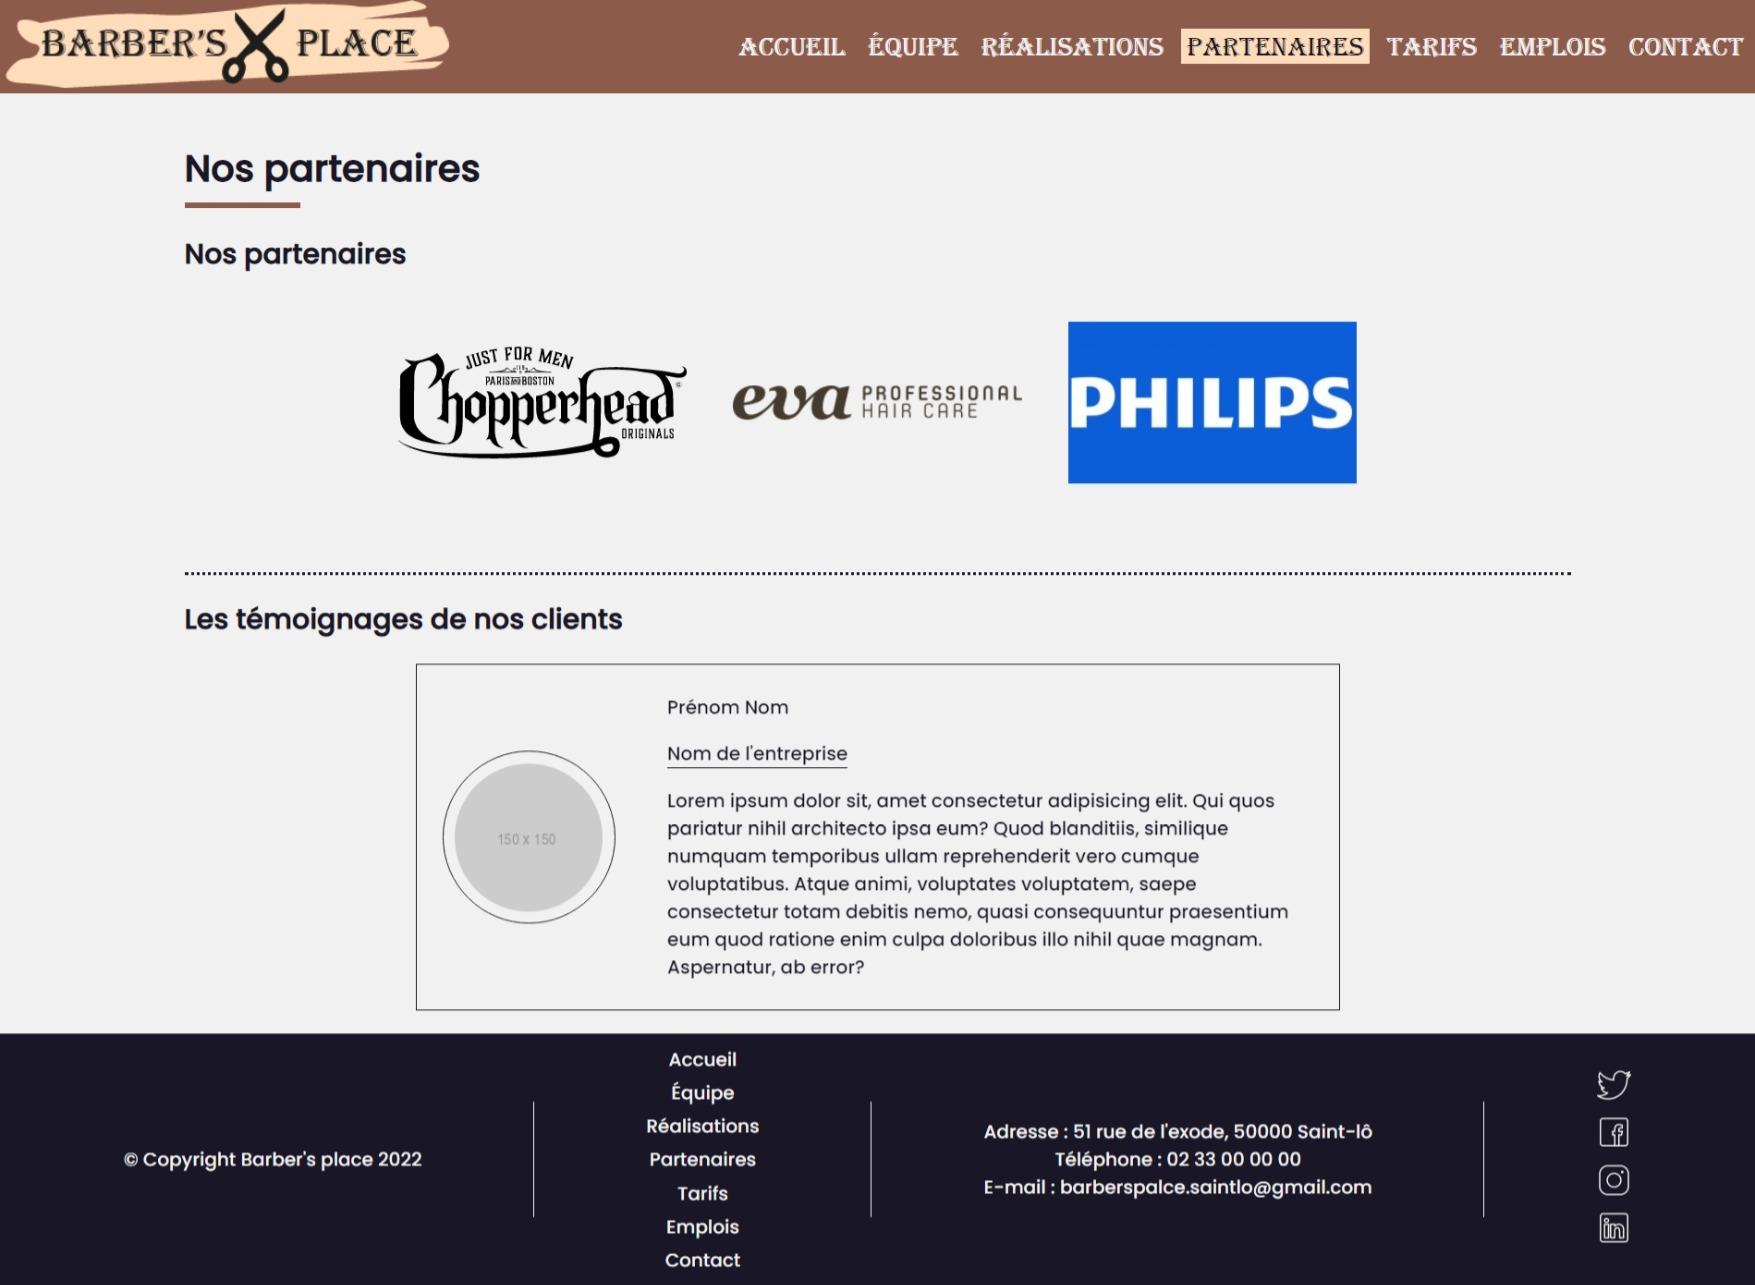 BARBER'S PLACE
ACCUEIL ÉQUIPE RÉALISATIONS PARTENAIRES TARIFS EMPLOIS CONTACT
Nos partenaires
Nos partenaires
JUST FOR MEN
PARIS AND BOSTON
Chopperhead
©
ORIGINALS
eva PROFESSIONAL
HAIR CARE
PHILIPS
Les témoignages de nos clients
Prénom Nom
Nom de l'entreprise
150 x 150
Lorem ipsum dolor sit, amet consectetur adipisicing elit. Qui quos
pariatur nihil architecto ipsa eum? Quod blanditiis, similique
numquam temporibus ullam reprehenderit vero cumque
voluptatibus. Atque animi, voluptates voluptatem, saepe
consectetur totam debitis nemo, quasi consequuntur praesentium
eum quod ratione enim culpa doloribus illo nihil quae magnam.
Aspernatur, ab error?
© Copyright Barber's place 2022
Accueil
Équipe
Réalisations
Partenaires
Tarifs
Emplois
Contact
Adresse : 51 rue de l'exode, 50000 Saint-lô
Téléphone : 02 33 00 00 00
E-mail : barberspalce.saintlo@gmail.com